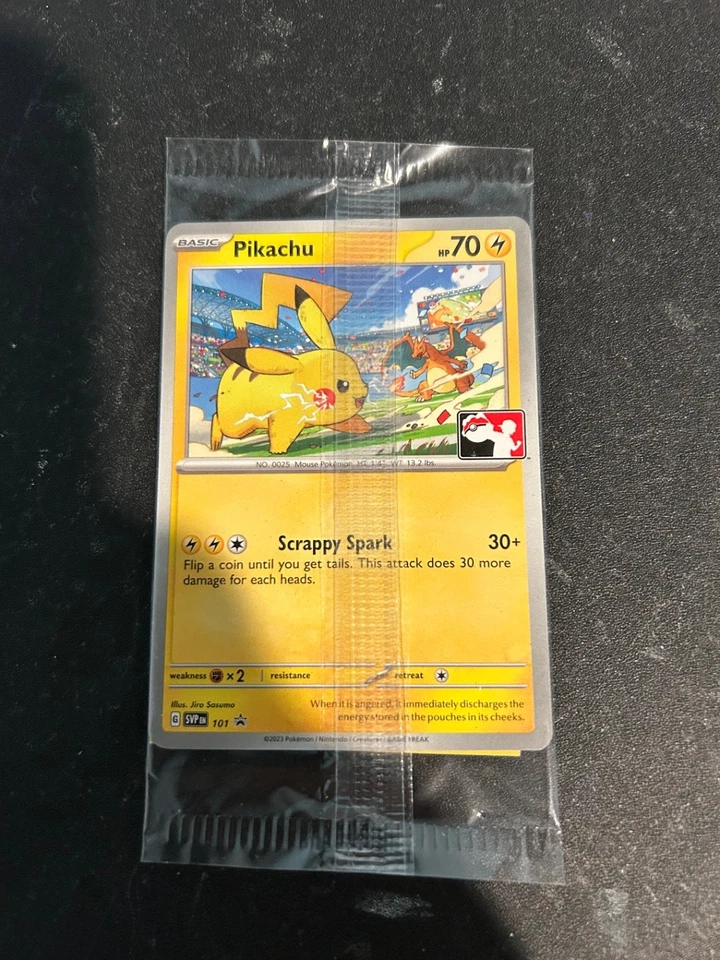 BASIC Pikachu HP 70
NO. 0025 Mouse Pokémon HT: 1'4" WT: 13.2 lbs.
Scrappy Spark 30+
Flip a coin until you get tails. This attack does 30 more
damage for each heads.
weakness ×2 resistance retreat
Illus. Jiro Sasumo
When it is angered, it immediately discharges the
energy stored in the pouches in its cheeks.
G SVP EN 101
©2023 Pokémon / Nintendo / Creatures / GAME FREAK